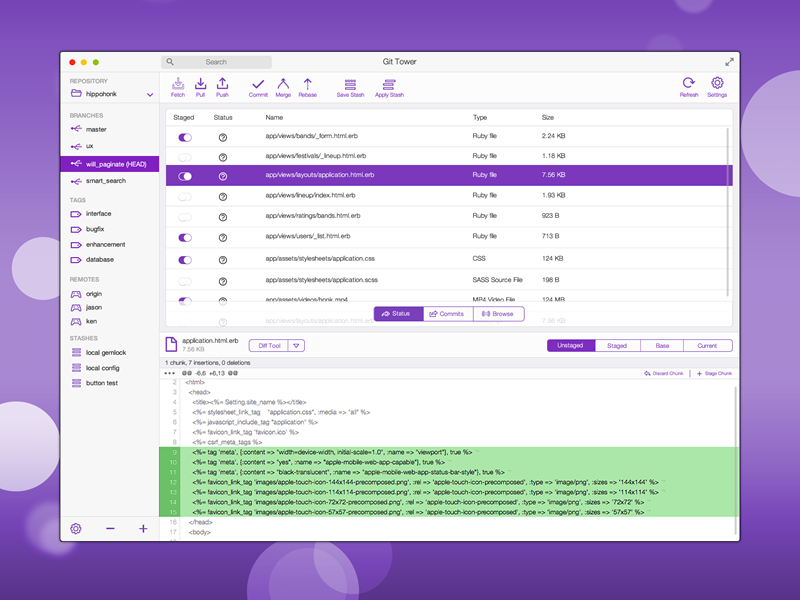 Search
Git Tower
REPOSITORY
hippohonk
Fetch
Pull
Push
Commit
Merge
Rebase
Save Stash
Apply Stash
Refresh
Settings
BRANCHES
master
ux
will_paginate (HEAD)
smart_search
TAGS
interface
bugfix
enhancement
database
REMOTES
origin
jason
ken
STASHES
local gemlock
local config
button test
Staged Status Name Type Size
app/views/bands/_form.html.erb Ruby file 2.24 KB
app/views/festivals/_lineup.html.erb Ruby file 1.18 KB
app/views/layouts/application.html.erb Ruby file 7.56 KB
app/views/lineup/index.html.erb Ruby file 1.93 KB
app/views/ratings/bands.html.erb Ruby file 923 B
app/views/users/_list.html.erb Ruby file 713 B
app/assets/stylesheets/application.css CSS 124 KB
app/assets/stylesheets/application.scss SASS Source File 198 B
app/assets/videos/honk.mp4 MP4 Video File 124 MB
app/views/layouts/application.html.erb 7.56 KB
Status Commits Browse
application.html.erb
7.56 KB
Diff Tool
Unstaged Staged Base Current
1 chunk, 7 insertions, 0 deletions
••• @@ -6,6 +6,13 @@ Discard Chunk + Stage Chunk
2 <html>
3 <head>
4 <title><%= Setting.site_name %></title>
5 <%= stylesheet_link_tag "application.css", :media => "all" %>
6 <%= javascript_include_tag "application" %>
7 <%= favicon_link_tag 'favicon.ico' %>
8 <%= csrf_meta_tags %>
9 <%= tag 'meta', {:content => "width=device-width, initial-scale=1.0", :name => "viewport"}, true %>
10 <%= tag 'meta', {:content => "yes", :name => "apple-mobile-web-app-capable"}, true %>
11 <%= tag 'meta', {:content => "black-translucent", :name => "apple-mobile-web-app-status-bar-style"}, true %>
12 <%= favicon_link_tag 'images/apple-touch-icon-144x144-precomposed.png', :rel => 'apple-touch-icon-precomposed', :type => 'image/png', :sizes => '144x144' %>
13 <%= favicon_link_tag 'images/apple-touch-icon-114x114-precomposed.png', :rel => 'apple-touch-icon-precomposed', :type => 'image/png', :sizes => '114x114' %>
14 <%= favicon_link_tag 'images/apple-touch-icon-72x72-precomposed.png', :rel => 'apple-touch-icon-precomposed', :type => 'image/png', :sizes => '72x72' %>
15 <%= favicon_link_tag 'images/apple-touch-icon-57x57-precomposed.png', :rel => 'apple-touch-icon-precomposed', :type => 'image/png', :sizes => '57x57' %>
16 </head>
17 <body>